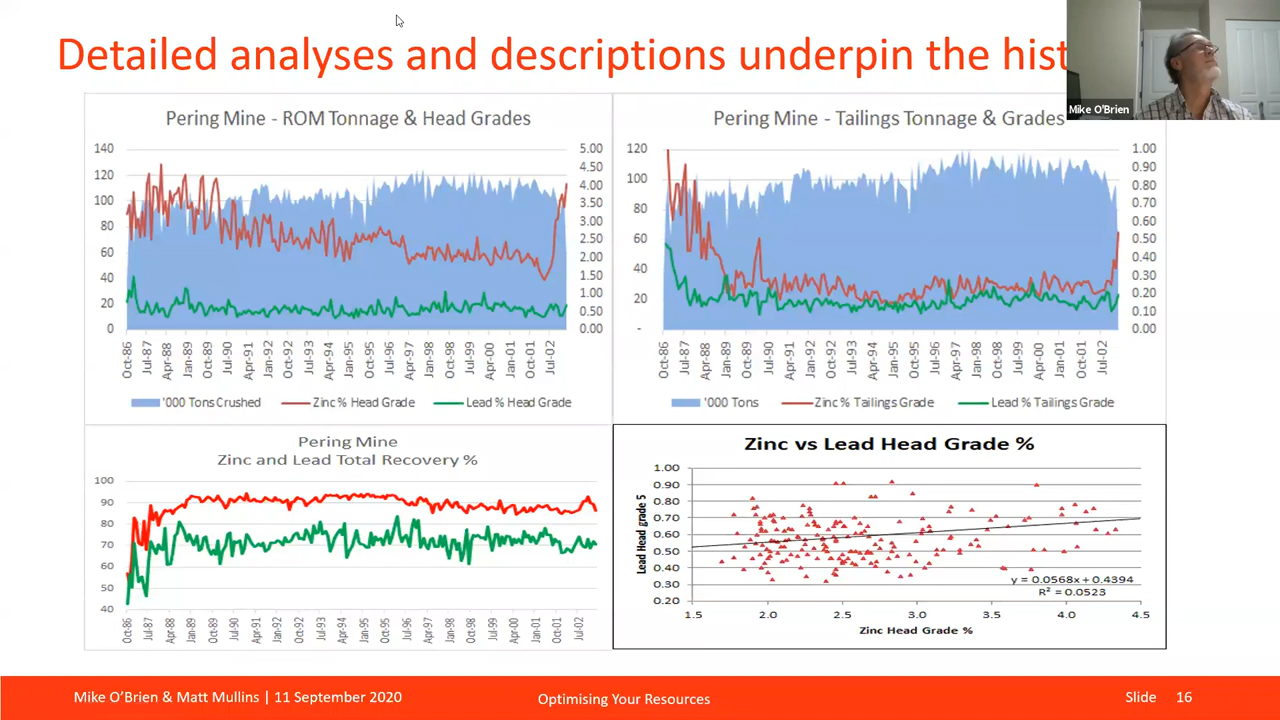 Detailed analyses and descriptions underpin the hist
Mike O'Brien
Pering Mine - ROM Tonnage & Head Grades
140
120
100
80
60
40
20
0
5.00
4.50
4.00
3.50
3.00
2.50
2.00
1.50
1.00
0.50
0.00
Oct-86
Jul-87
Apr-88
Jan-89
Oct-89
Jul-90
Apr-91
Jan-92
Oct-92
Jul-93
Apr-94
Jan-95
Oct-95
Jul-96
Apr-97
Jan-98
Oct-98
Jul-99
Apr-00
Jan-01
Oct-01
Jul-02
'000 Tons Crushed
Zinc % Head Grade
Lead % Head Grade
Pering Mine - Tailings Tonnage & Grades
120
100
80
60
40
20
-
1.00
0.90
0.80
0.70
0.60
0.50
0.40
0.30
0.20
0.10
0.00
Oct-86
Jul-87
Apr-88
Jan-89
Oct-89
Jul-90
Apr-91
Jan-92
Oct-92
Jul-93
Apr-94
Jan-95
Oct-95
Jul-96
Apr-97
Jan-98
Oct-98
Jul-99
Apr-00
Jan-01
Oct-01
Jul-02
'000 Tons
Zinc % Tailings Grade
Lead % Tailings Grade
Pering Mine
Zinc and Lead Total Recovery %
100
90
80
70
60
50
40
Oct-86
Jul-87
Apr-88
Jan-89
Oct-89
Jul-90
Apr-91
Jan-92
Oct-92
Jul-93
Apr-94
Jan-95
Oct-95
Jul-96
Apr-97
Jan-98
Oct-98
Jul-99
Apr-00
Jan-01
Oct-01
Jul-02
Zinc vs Lead Head Grade %
Lead Head grade 5
1.00
0.90
0.80
0.70
0.60
0.50
0.40
0.30
0.20
y = 0.0568x + 0.4394
R² = 0.0523
1.5 2.0 2.5 3.0 3.5 4.0 4.5
Zinc Head Grade %
Mike O'Brien & Matt Mullins | 11 September 2020
Optimising Your Resources
Slide 16